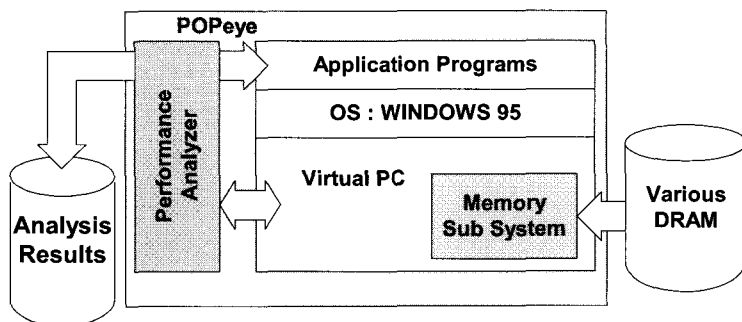 POPeye
Performance
Analyzer
Application Programs
OS : WINDOWS 95
Virtual PC
Memory
Sub System
Various
DRAM
Analysis
Results